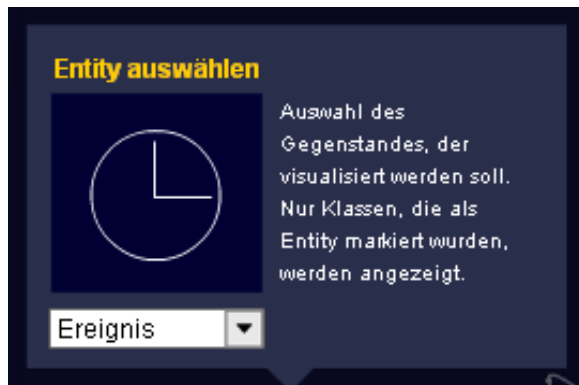 Entity auswählen
Auswahl des
Gegenstandes, der
visualisiert werden soll.
Nur Klassen, die als
Entity markiert wurden,
werden angezeigt.
Ereignis